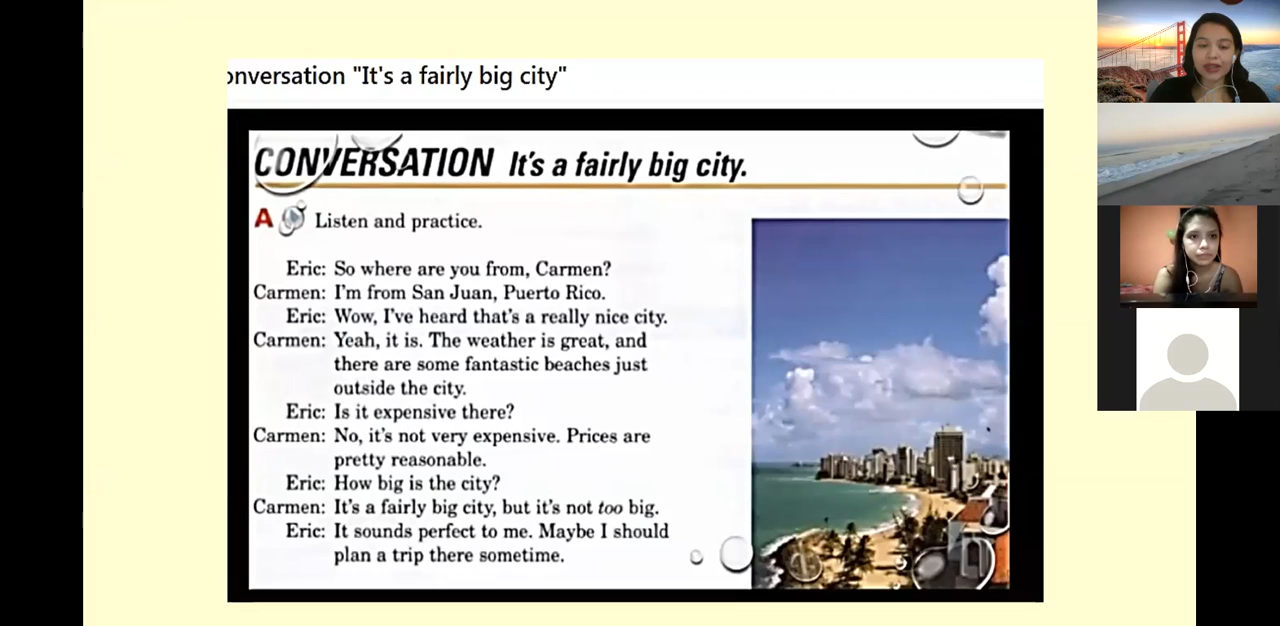 onversation "It's a fairly big city"
CONVERSATION It's a fairly big city.
A Listen and practice.
Eric: So where are you from, Carmen?
Carmen: I'm from San Juan, Puerto Rico.
Eric: Wow, I've heard that's a really nice city.
Carmen: Yeah, it is. The weather is great, and
there are some fantastic beaches just
outside the city.
Eric: Is it expensive there?
Carmen: No, it's not very expensive. Prices are
pretty reasonable.
Eric: How big is the city?
Carmen: It's a fairly big city, but it's not too big.
Eric: It sounds perfect to me. Maybe I should
plan a trip there sometime.